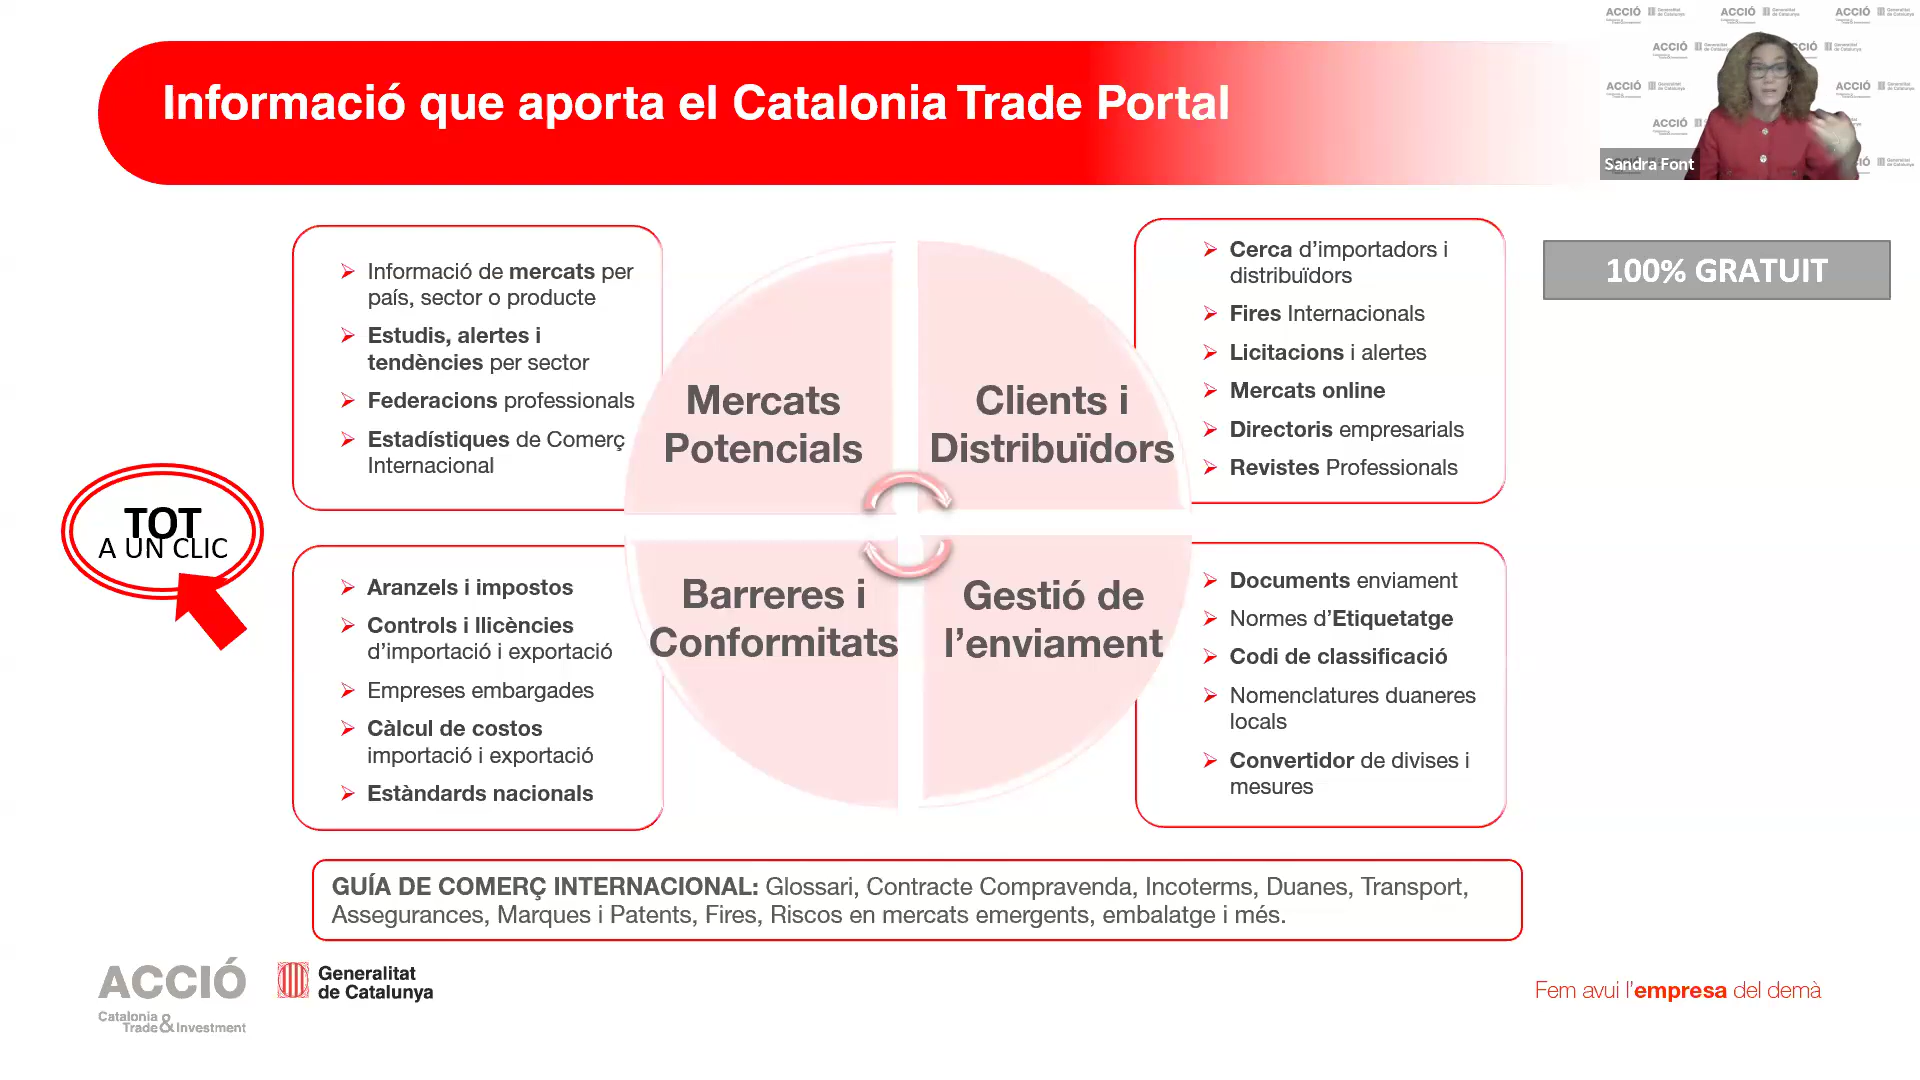 Informació que aporta el Catalonia Trade Portal
ACCIÓ Generalitat de Catalunya
Sandra Font
100% GRATUIT
Informació de mercats per
país, sector o producte
Estudis, alertes i
tendències per sector
Federacions professionals
Estadístiques de Comerç
Internacional
Mercats
Potencials
Clients i
Distribuïdors
Cerca d’importadors i
distribuïdors
Fires Internacionals
Licitacions i alertes
Mercats online
Directoris empresarials
Revistes Professionals
TOT
A UN CLIC
Aranzels i impostos
Controls i llicències
d’importació i exportació
Empreses embargades
Càlcul de costos
importació i exportació
Estàndards nacionals
Barreres i
Conformitats
Gestió de
l’enviament
Documents enviament
Normes d’Etiquetatge
Codi de classificació
Nomenclatures duaneres
locals
Convertidor de divises i
mesures
GUÍA DE COMERÇ INTERNACIONAL: Glossari, Contracte Compravenda, Incoterms, Duanes, Transport,
Assegurances, Marques i Patents, Fires, Riscos en mercats emergents, embalatge i més.
ACCIÓ
Catalonia
Trade & Investment
Generalitat
de Catalunya
Fem avui l’empresa del demà